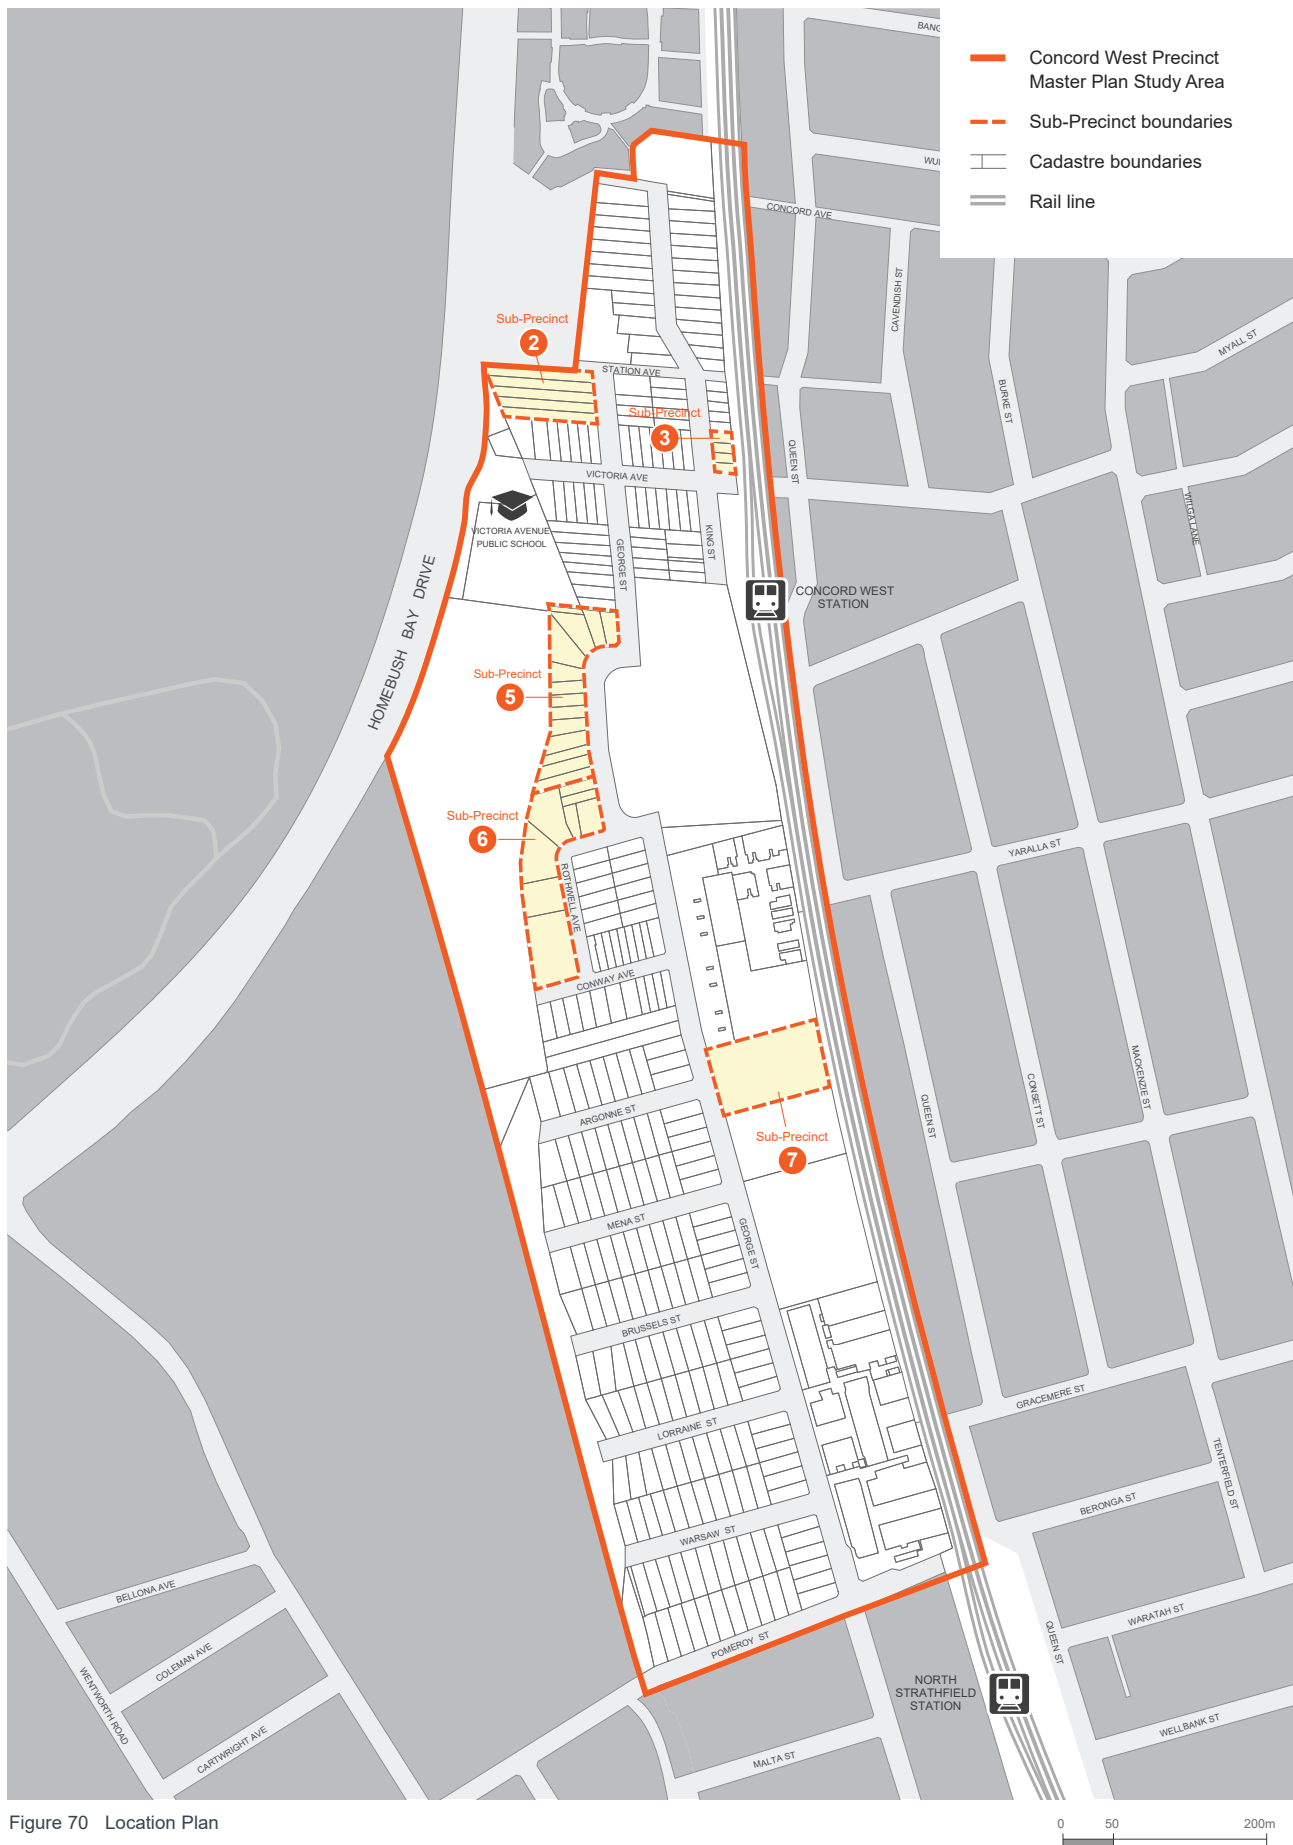 BANG
Concord West Precinct
Master Plan Study Area
Sub-Precinct boundaries
Cadastre boundaries
Rail line
WUL
CONCORD AVE
CAVENDISH ST
MYALL ST
Sub-Precinct
2
STATION AVE
BURKE ST
Sub-Precinct
3
QUEEN ST
VICTORIA AVE
WILGA LANE
VICTORIA AVENUE
PUBLIC SCHOOL
GEORGE ST
KING ST
CONCORD WEST
STATION
HOMEBUSH BAY DRIVE
Sub-Precinct
5
Sub-Precinct
6
YARALLA ST
ROTHWELL AVE
CONWAY AVE
ARGONNE ST
QUEEN ST
CONSETT ST
MACKENZIE ST
Sub-Precinct
7
MENA ST
GEORGE ST
BRUSSELS ST
GRACEMERE ST
LORRAINE ST
TENTERFIELD ST
BERONGA ST
WARSAW ST
BELLONA AVE
WARATAH ST
COLEMAN AVE
POMEROY ST
QUEEN ST
WENTWORTH ROAD
NORTH
STRATHFIELD
STATION
CARTWRIGHT AVE
WELLBANK ST
MALTA ST
Figure 70 Location Plan
0 50 200m